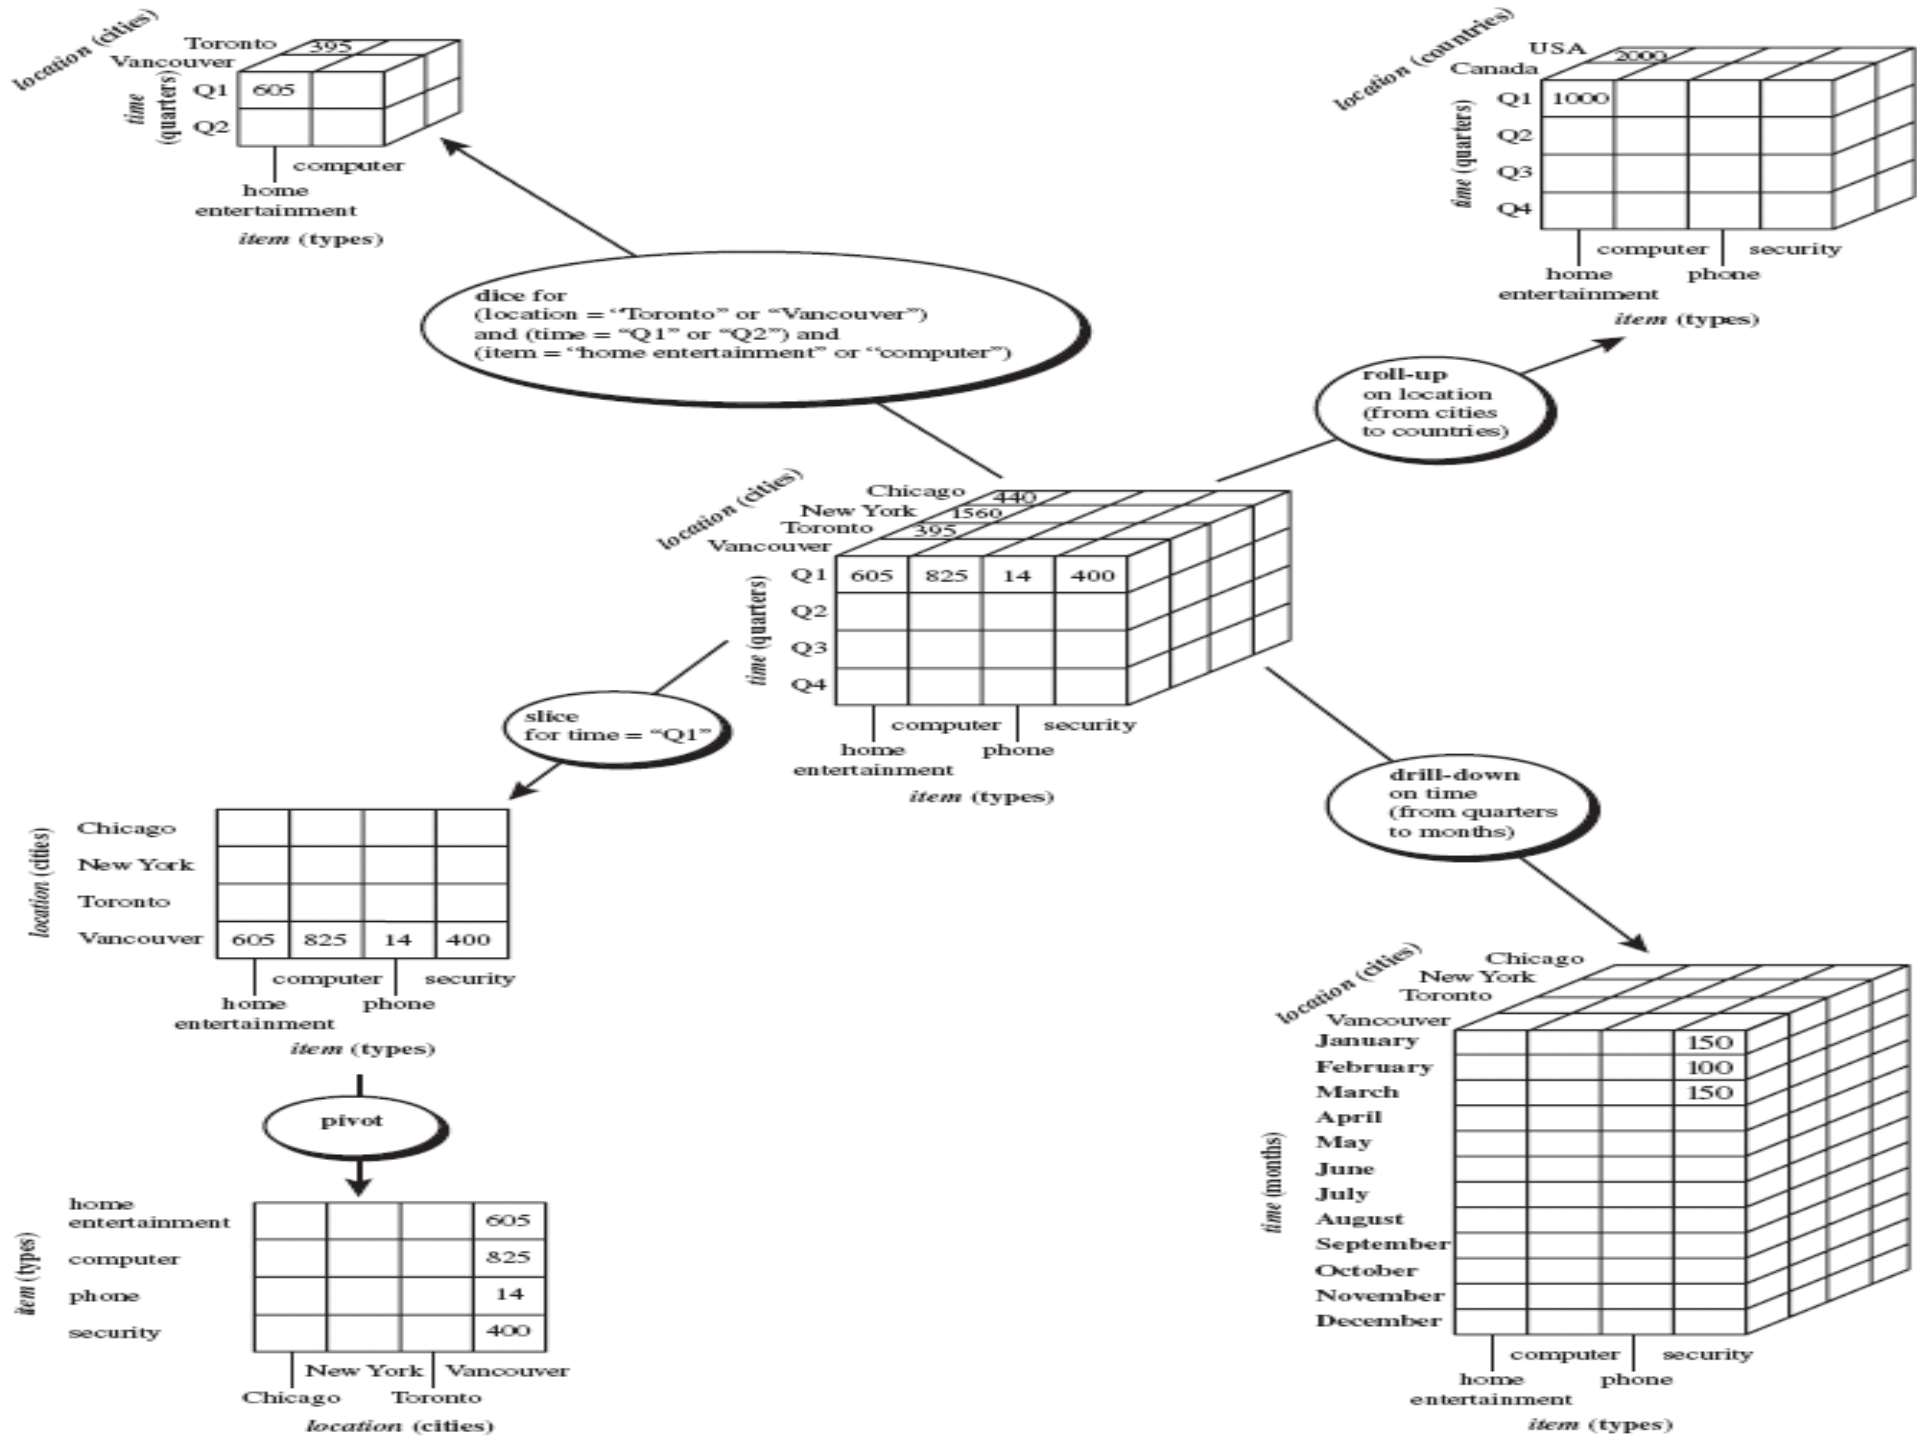 location (cities)
Toronto
395
Vancouver
time
(quarters)
Q1
605
Q2
computer
home
entertainment
item (types)
location (countries)
USA
2000
Canada
time (quarters)
Q1
1000
Q2
Q3
Q4
computer
security
home
phone
entertainment
item (types)
dice for
(location = “Toronto” or “Vancouver”)
and (time = “Q1” or “Q2”) and
(item = “home entertainment” or “computer”)
roll-up
on location
(from cities
to countries)
location (cities)
Chicago
440
New York
1560
Toronto
395
Vancouver
time (quarters)
Q1
605 825 14 400
Q2
Q3
Q4
computer
security
home
phone
entertainment
item (types)
slice
for time = “Q1”
drill-down
on time
(from quarters
to months)
location (cities)
Chicago
New York
Toronto
Vancouver
605 825 14 400
computer
security
home
phone
entertainment
item (types)
pivot
item (types)
home
entertainment
605
computer
825
phone
14
security
400
New York
Vancouver
Chicago
Toronto
location (cities)
location (cities)
Chicago
New York
Toronto
Vancouver
time (months)
January
150
February
100
March
150
April
May
June
July
August
September
October
November
December
computer
security
home
phone
entertainment
item (types)